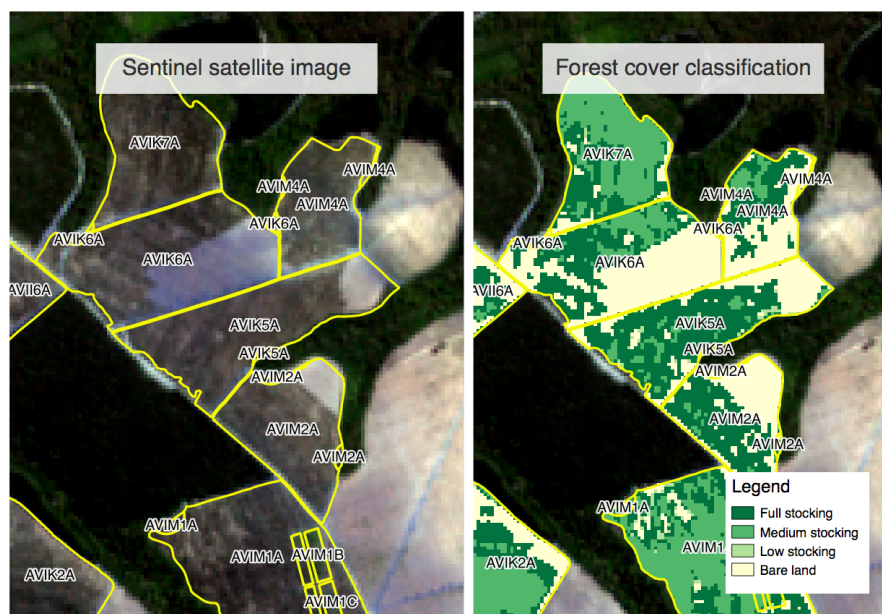 Sentinel satellite image
AVIK7A
AVIM4A
AVIM4A
AVIM4A
AVIK6A
AVIK6A
AVIK6A
AVII6A
AVIK5A
AVIK5A
AVIM2A
AVIM2A
AVIM2A
AVIM1A
AVIM1A
AVIM1B
AVIK2A
AVIM1C
Forest cover classification
AVIK7A
AVIM4A
AVIM4A
AVIM4A
AVIK6A
AVIK6A
AVIK6A
AVII6A
AVIK5A
AVIK5A
AVIM2A
AVIM2A
AVIM2A
AVIM1A
AVIM1
AVIK2A
Legend
Full stocking
Medium stocking
Low stocking
Bare land